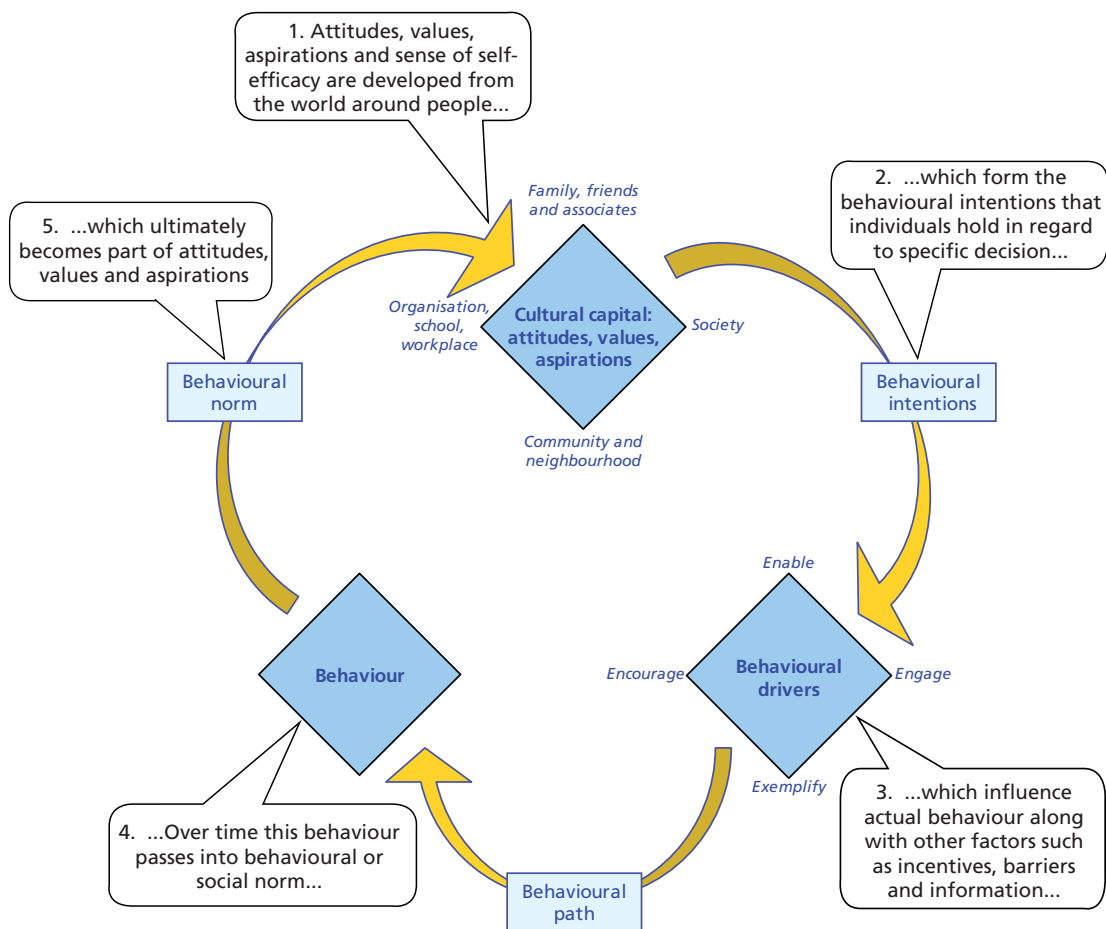 1. Attitudes, values,
aspirations and sense of self-
efficacy are developed from
the world around people...
Family, friends
and associates
2. ...which form the
behavioural intentions that
individuals hold in regard
to specific decision...
5. ...which ultimately
becomes part of attitudes,
values and aspirations
Organisation,
school,
workplace
Cultural capital:
attitudes, values,
aspirations
Society
Behavioural
norm
Behavioural
intentions
Community and
neighbourhood
Enable
Behaviour
Encourage
Behavioural
drivers
Engage
Exemplify
4. ...Over time this behaviour
passes into behavioural or
social norm...
3. ...which influence
actual behaviour along
with other factors such
as incentives, barriers
and information...
Behavioural
path